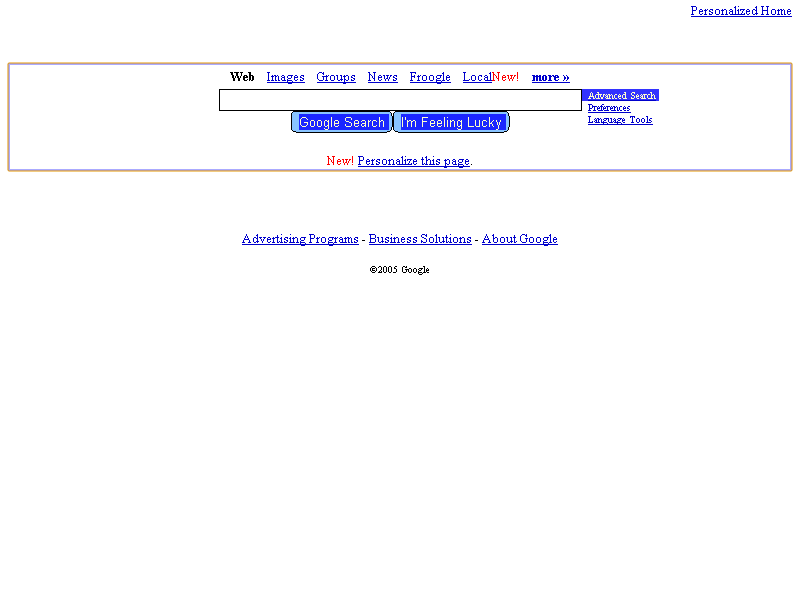 Personalized Home
Web Images Groups News Froogle LocalNew! more »
Advanced Search
Preferences
Language Tools
Google Search I'm Feeling Lucky
New! Personalize this page.
Advertising Programs - Business Solutions - About Google
©2005 Google